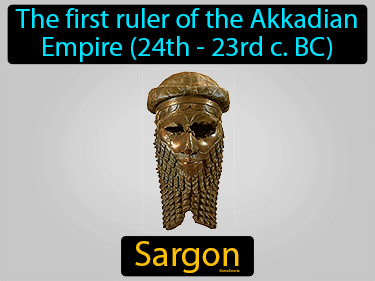 The first ruler of the Akkadian
Empire (24th - 23rd c. BC)
Sargon